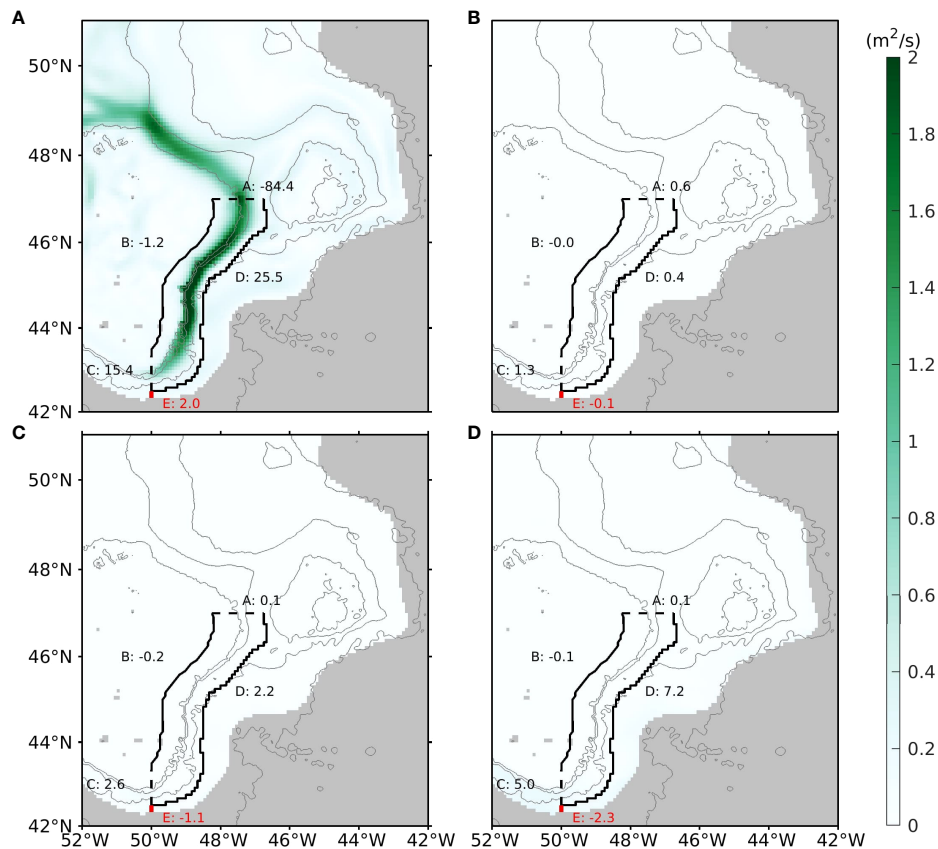 A
B
(m²/s)
50°N
48°N
46°N
44°N
42°N
A: -84.4
B: -1.2
D: 25.5
C: 15.4
E: 2.0
A: 0.6
B: -0.0
D: 0.4
C: 1.3
E: -0.1
2
1.8
1.6
1.4
1.2
1
0.8
0.6
0.4
0.2
0
C
D
50°N
48°N
46°N
44°N
42°N
A: 0.1
B: -0.2
D: 2.2
C: 2.6
E: -1.1
A: 0.1
B: -0.1
D: 7.2
C: 5.0
E: -2.3
52°W 50°W 48°W 46°W 44°W 42°W
52°W 50°W 48°W 46°W 44°W 42°W